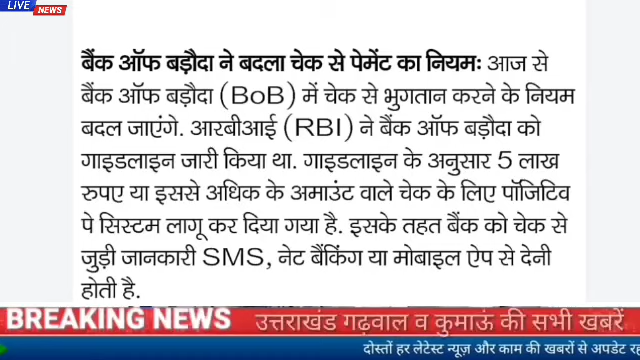 LIVE
NEWS
बैंक ऑफ बड़ौदा ने बदला चेक से पेमेंट का नियमः आज से
बैंक ऑफ बड़ौदा (BoB) में चेक से भुगतान करने के नियम
बदल जाएंगे. आरबीआई (RBI) ने बैंक ऑफ बड़ौदा को
गाइडलाइन जारी किया था. गाइडलाइन के अनुसार 5 लाख
रुपए या इससे अधिक के अमाउंट वाले चेक के लिए पॉजिटिव
पे सिस्टम लागू कर दिया गया है. इसके तहत बैंक को चेक से
जुड़ी जानकारी SMS, नेट बैंकिंग या मोबाइल ऐप से देनी
होती है.
BREAKING NEWS उत्तराखंड गढ़वाल व कुमाऊं की सभी खबरें
दोस्तों हर लेटेस्ट न्यूज़ और काम की खबरों से अपडेट